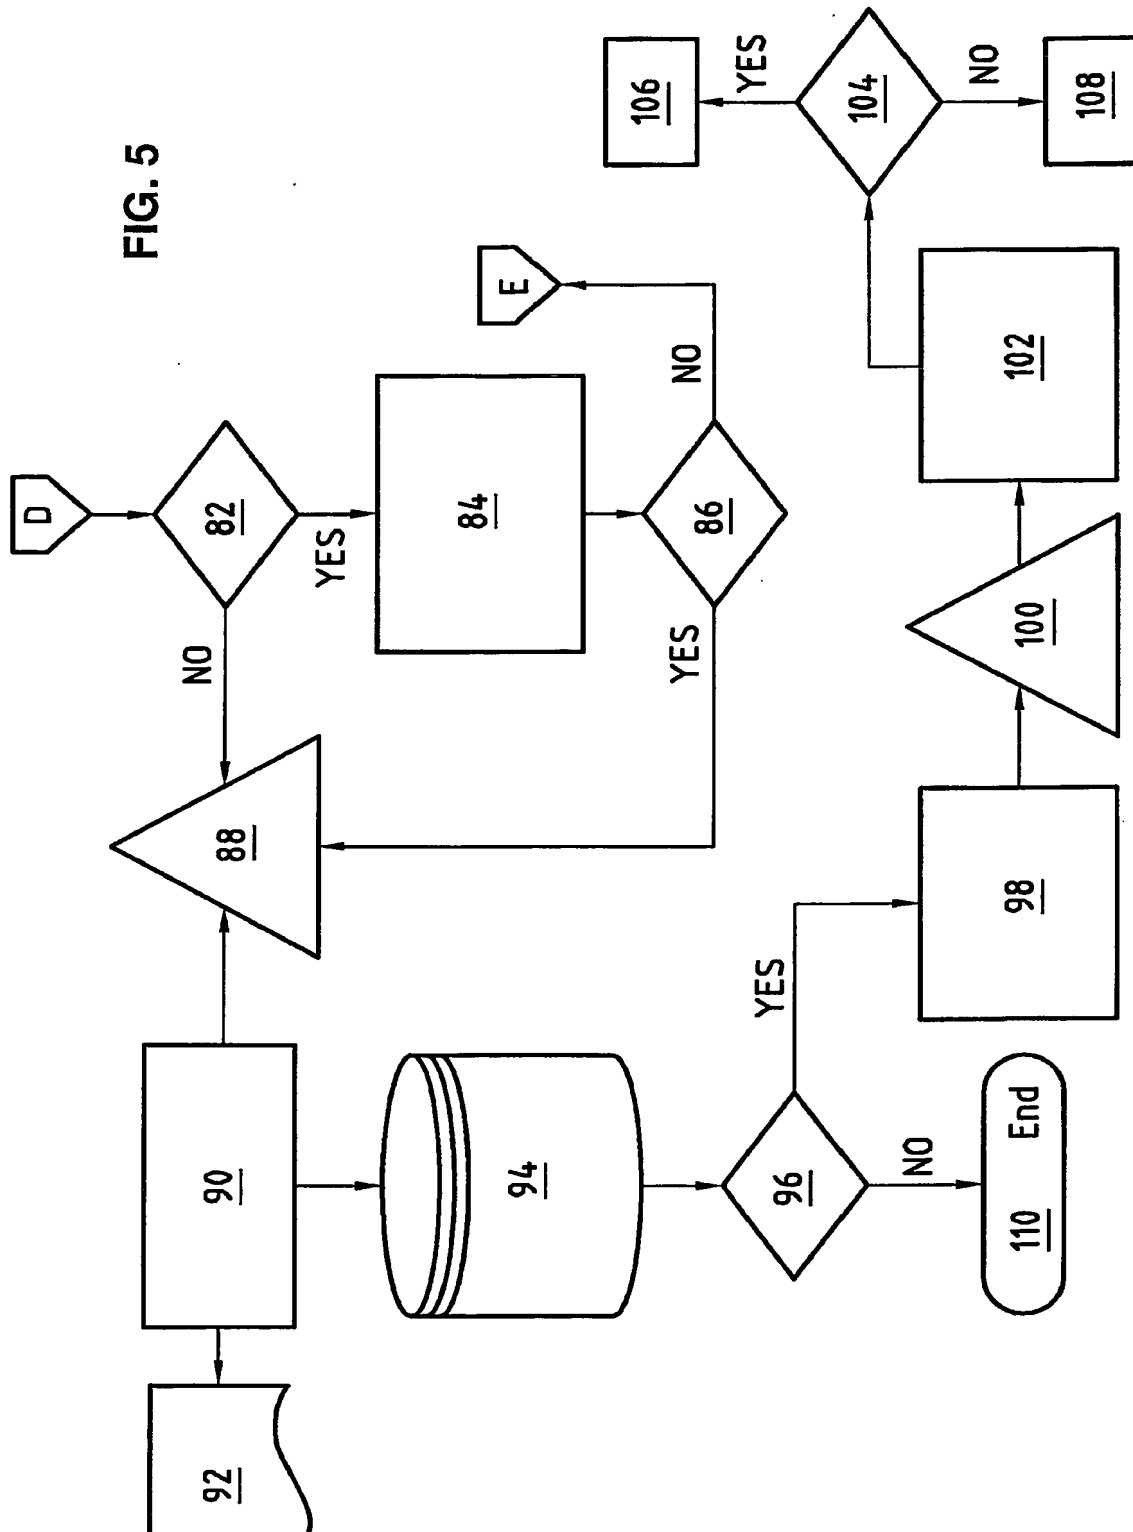 FIG. 5
D
82
NO
YES
84
86
NO
E
YES
88
90
92
94
96
YES
NO
110 End
98
100
102
104
YES
106
NO
108